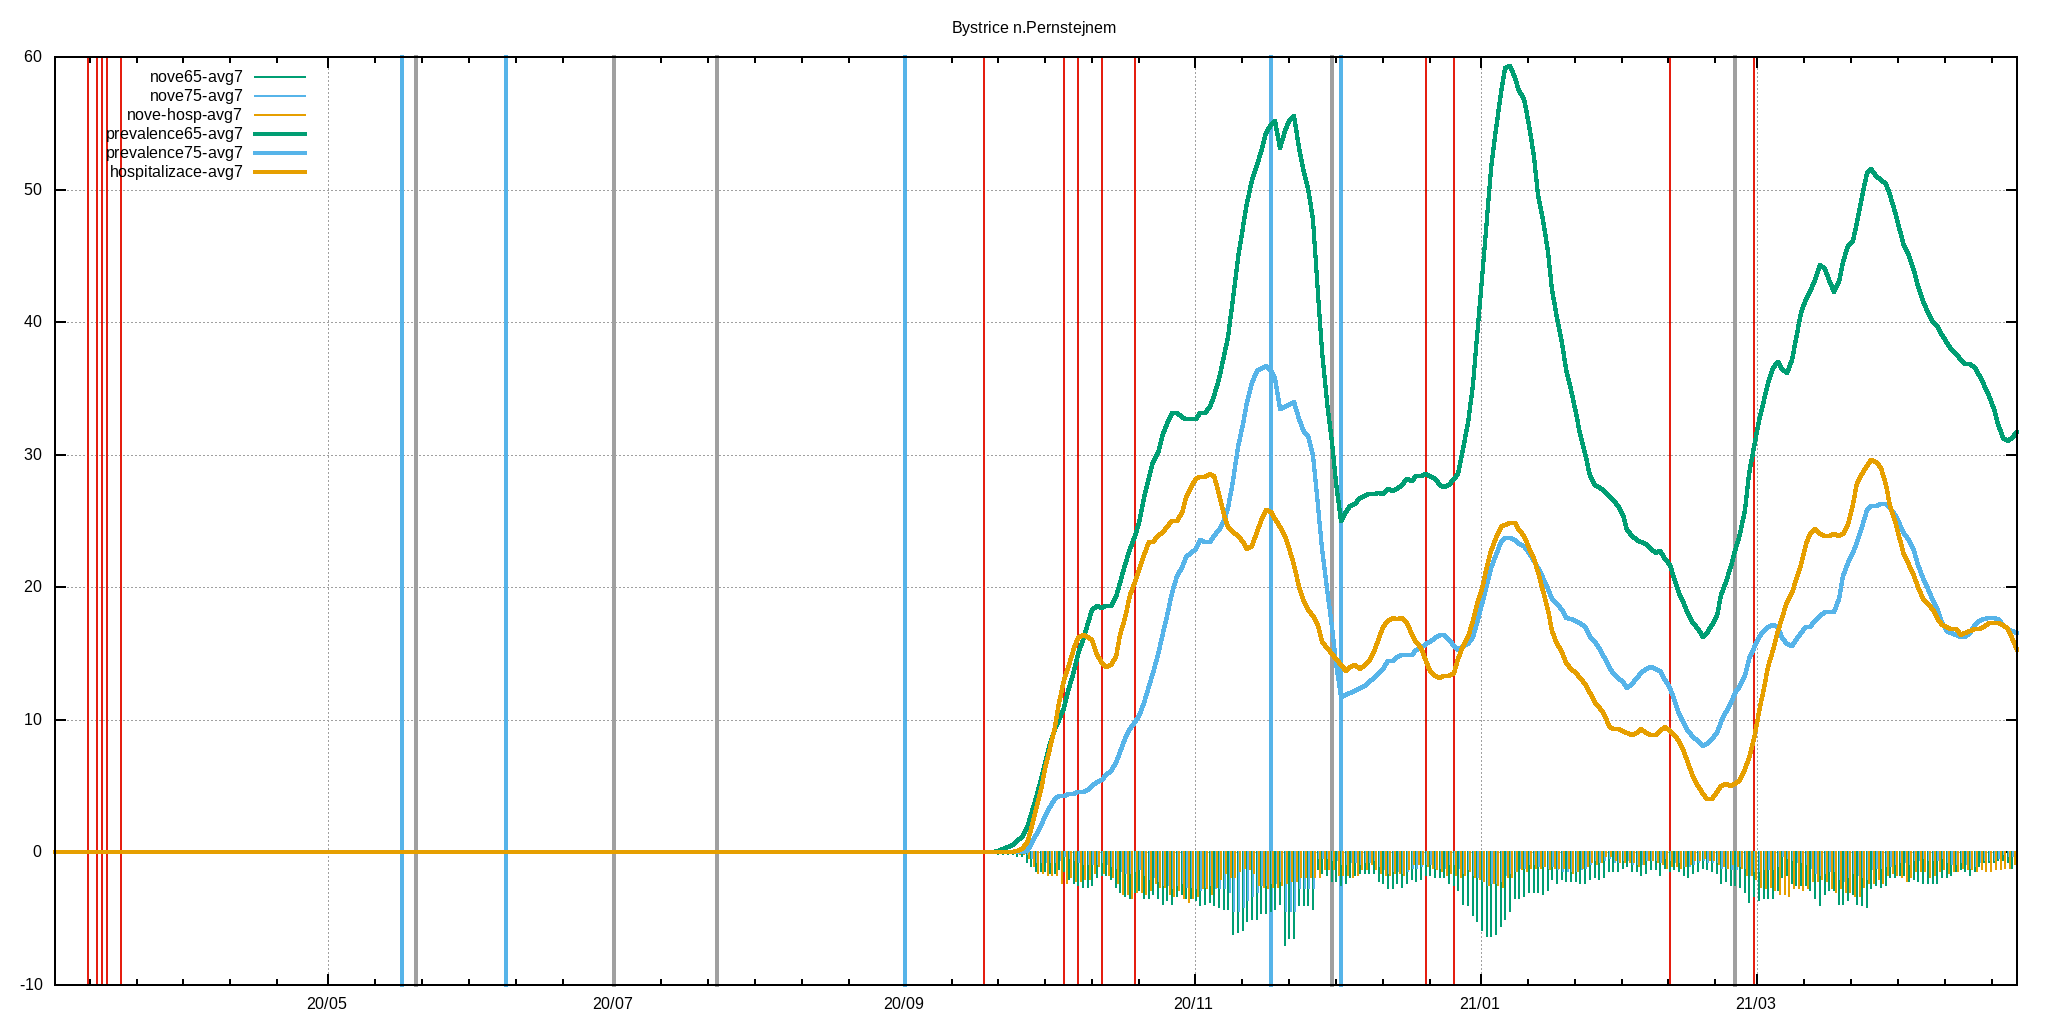 Bystrice n.Pernstejnem
60
nove65-avg7
nove75-avg7
nove-hosp-avg7
prevalence65-avg7
prevalence75-avg7
hospitalizace-avg7
50
40
30
20
10
0
-10
20/05 20/07 20/09 20/11 21/01 21/03